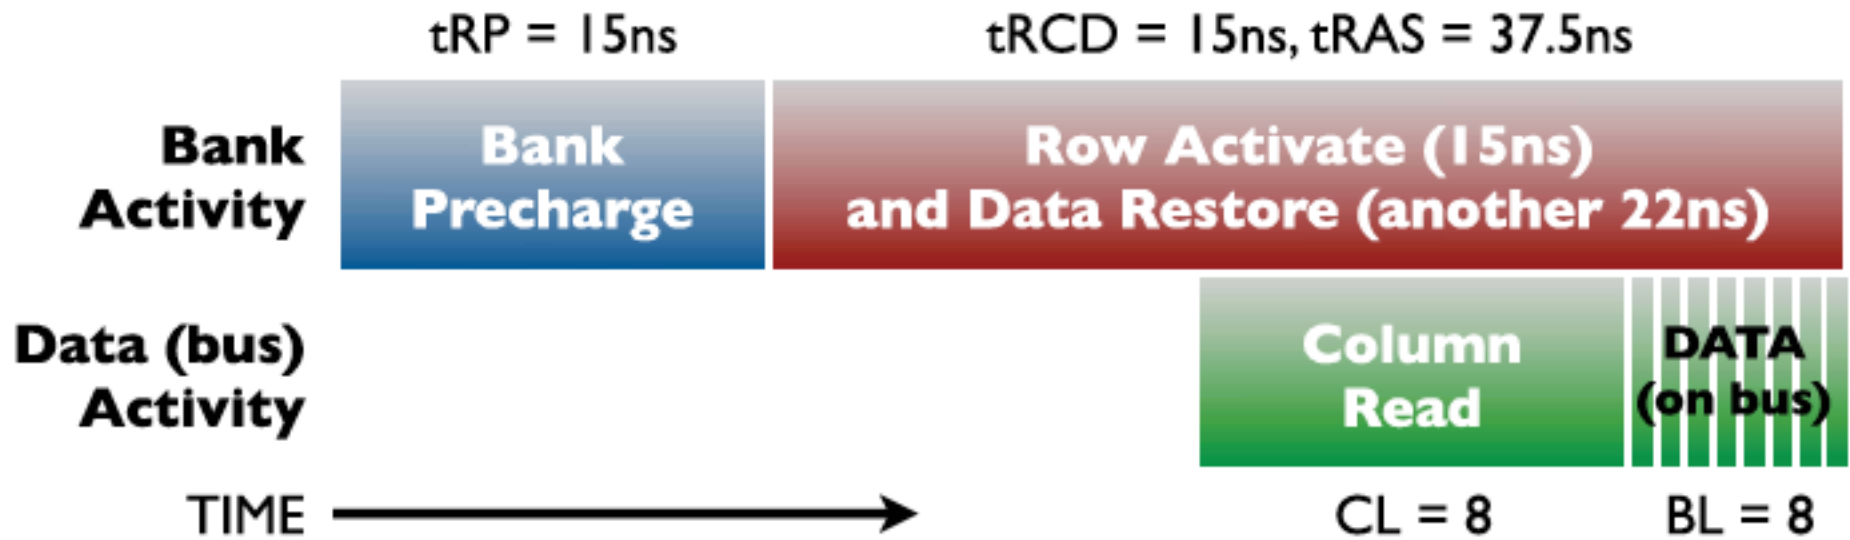 tRP = 15ns
tRCD = 15ns, tRAS = 37.5ns
Bank
Activity
Bank
Precharge
Row Activate (15ns)
and Data Restore (another 22ns)
Data (bus)
Activity
Column
Read
DATA
(on bus)
TIME
CL = 8
BL = 8